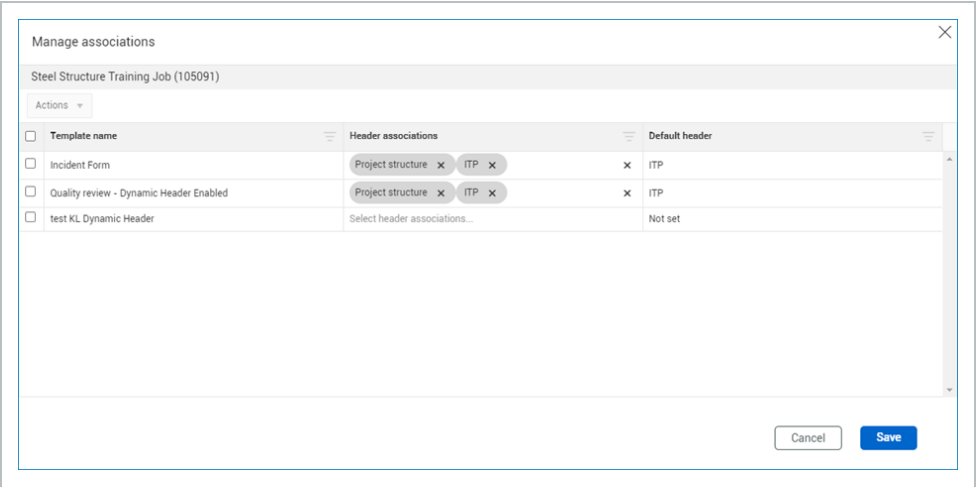 Manage associations
Steel Structure Training Job (105091)
Actions
Template name Header associations Default header
Incident Form Project structure ITP ITP
Quality review - Dynamic Header Enabled Project structure ITP ITP
test KL Dynamic Header Select header associations... Not set
Cancel Save